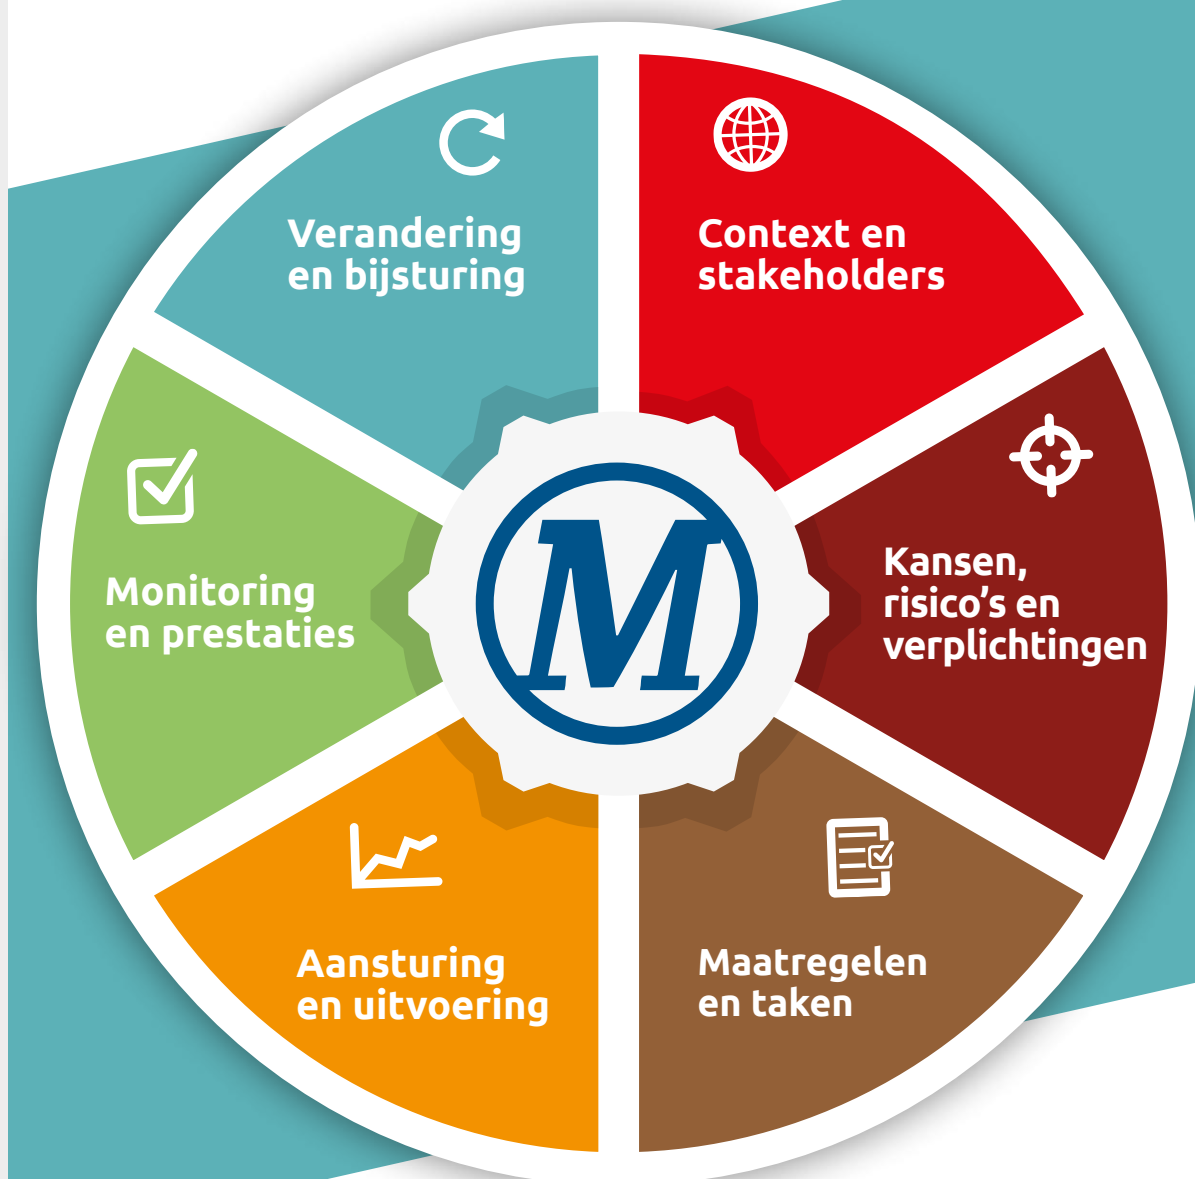 Verandering
en bijsturing
Context en
stakeholders
Kansen,
risico's en
verplichtingen
Maatregelen
en taken
Aansturing
en uitvoering
Monitoring
en prestaties
M